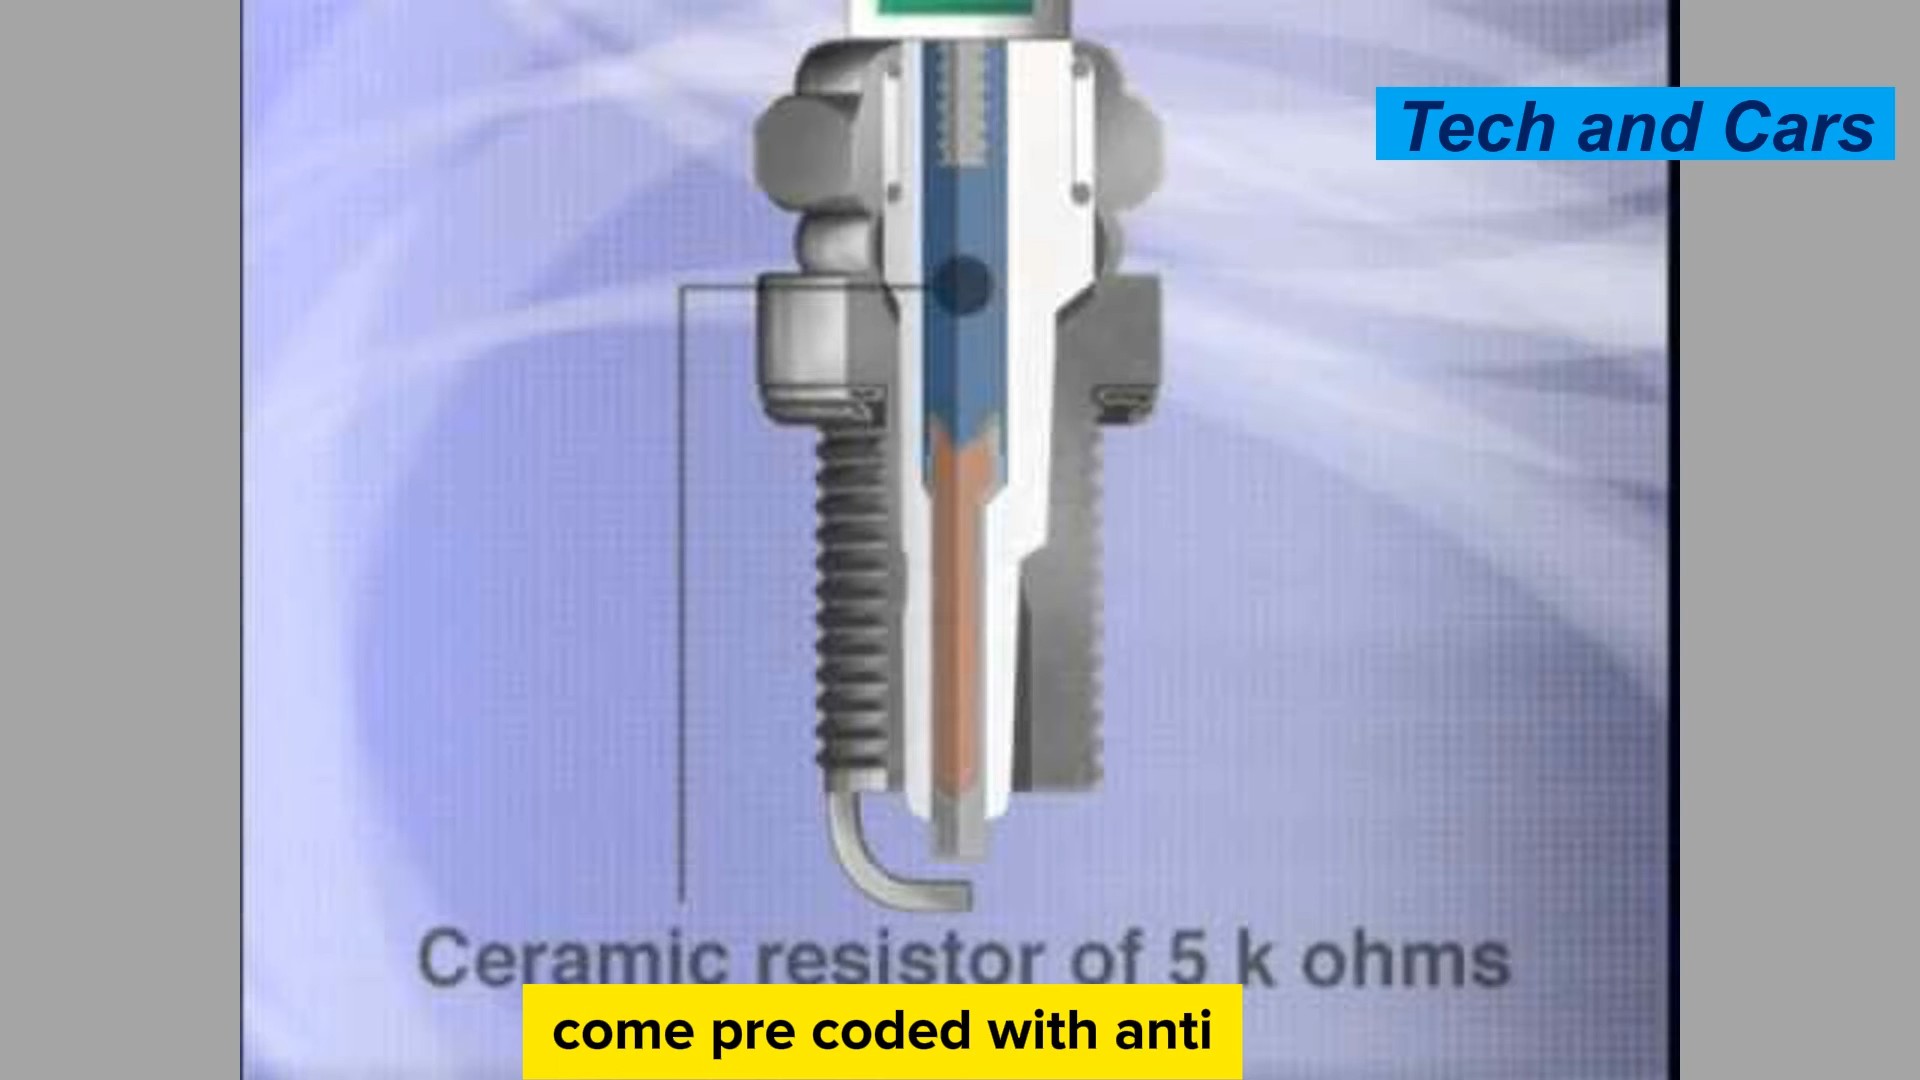 Tech and Cars
Ceramic resistor of 5 k ohms
come pre coded with anti